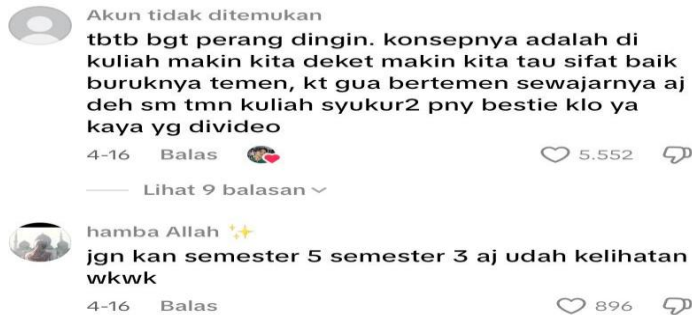 Akun tidak ditemukan
tbtb bgt perang dingin. konsepnya adalah di
kuliah makin kita deket makin kita tau sifat baik
buruknya temen, kt gua bertemen sewajarnya aj
deh sm tmn kuliah syukur2 pny bestie klo ya
kaya yg divideo
4-16 Balas 5.552
Lihat 9 balasan
hamba Allah ✨
jgn kan semester 5 semester 3 aj udah kelihatan
wkwk
4-16 Balas 896